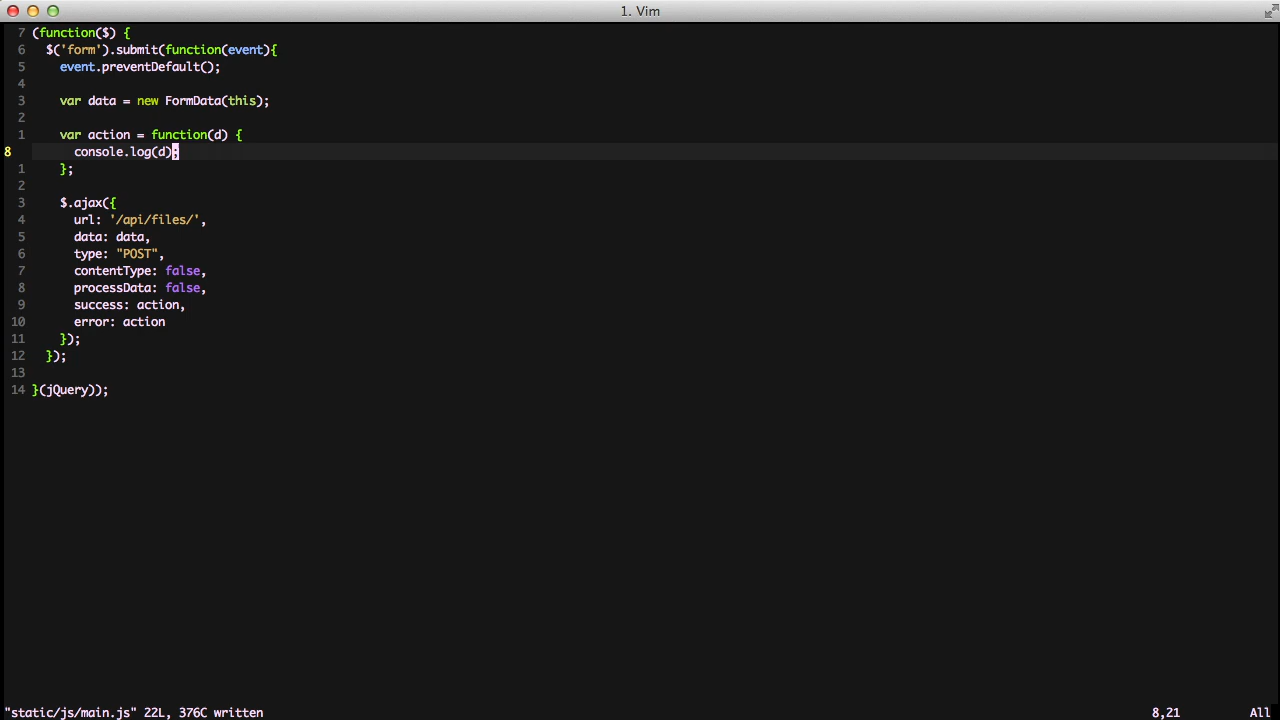 1. Vim
7 (function($) {
6   $('form').submit(function(event){
5     event.preventDefault();
4
3     var data = new FormData(this);
2
1     var action = function(d) {
8       console.log(d);
1     };
2
3     $.ajax({
4       url: '/api/files/',
5       data: data,
6       type: "POST",
7       contentType: false,
8       processData: false,
9       success: action,
10       error: action
11     });
12   });
13
14 }(jQuery));
"static/js/main.js" 22L, 376C written 8,21 All